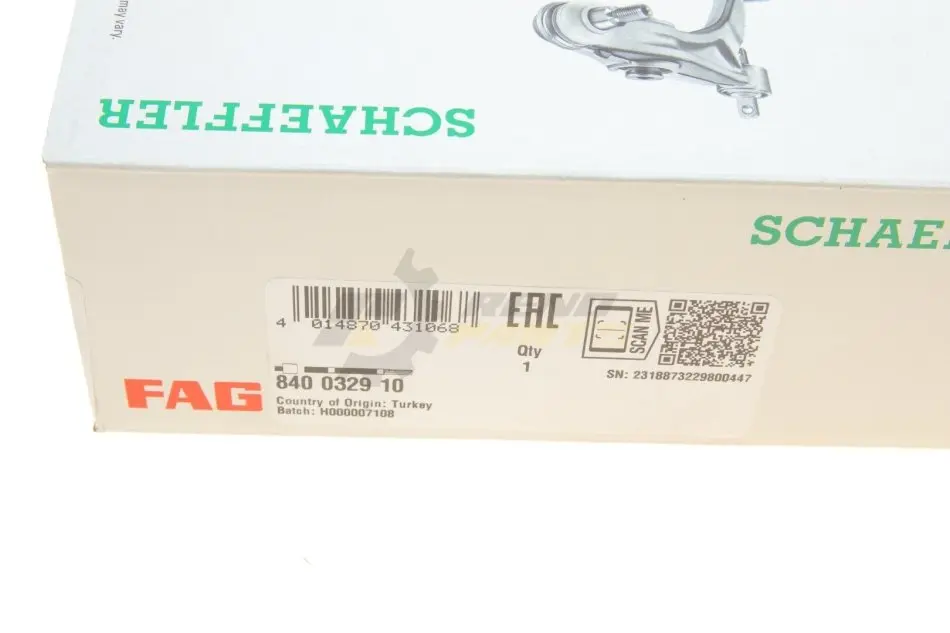 may vary.
SCHAEFFLER
SCHAEF
4 014870 431068
EAC
SCAN ME
Qty
1
SN: 2318873229800447
840 0329 10
FAG
Country of Origin: Turkey
Batch: H000007108